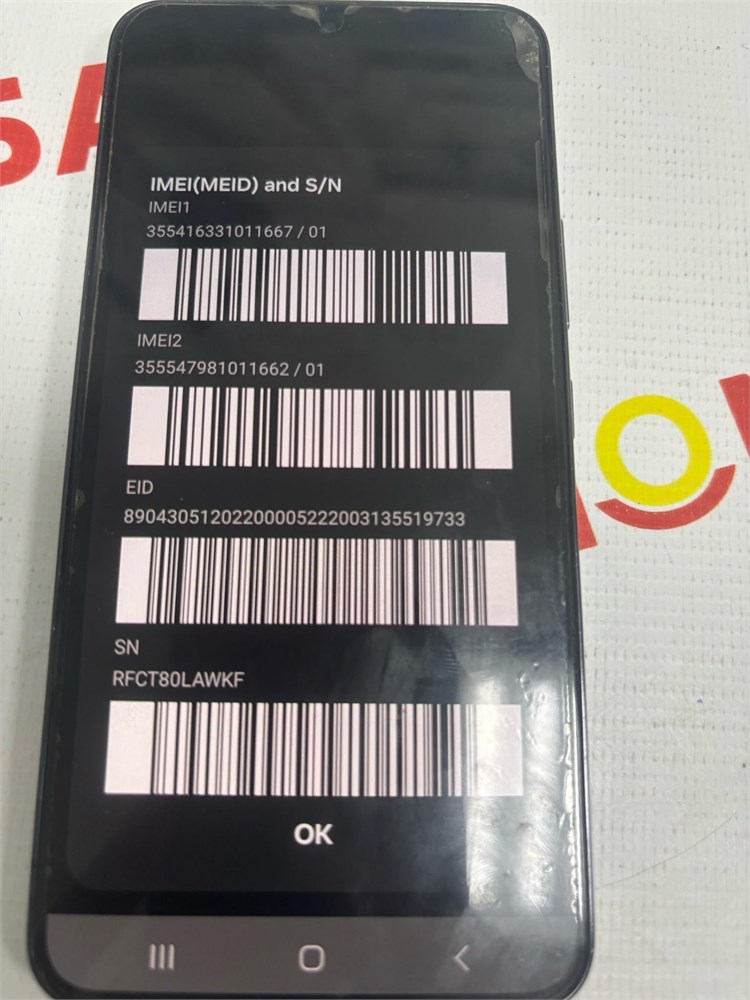 IMEI(MEID) and S/N
IMEI1
355416331011667 / 01
IMEI2
355547981011662 / 01
EID
89043051202200005222003135519733
SN
RFCT80LAWKF
OK